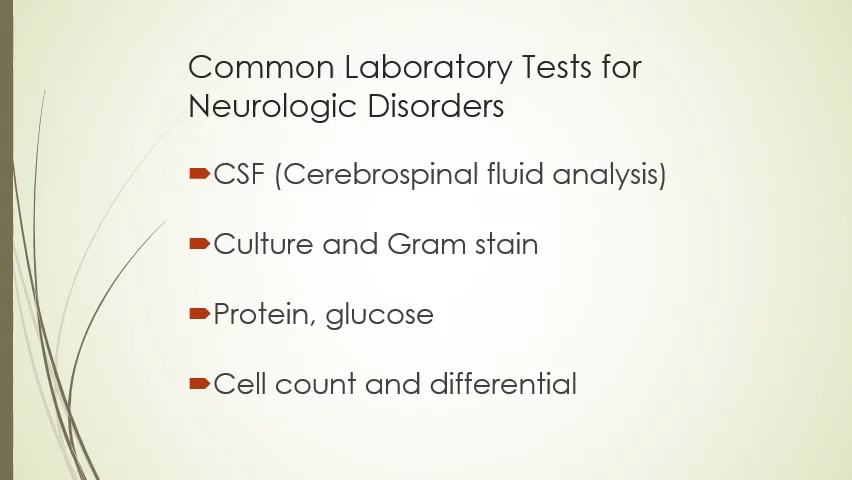 Common Laboratory Tests for
Neurologic Disorders
CSF (Cerebrospinal fluid analysis)
Culture and Gram stain
Protein, glucose
Cell count and differential